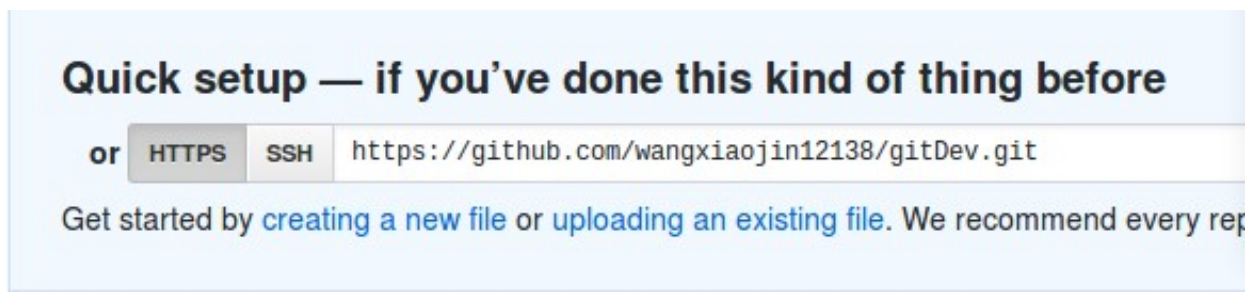 Quick setup — if you’ve done this kind of thing before
or HTTPS SSH https://github.com/wangxiaojin12138/gitDev.git
Get started by creating a new file or uploading an existing file. We recommend every